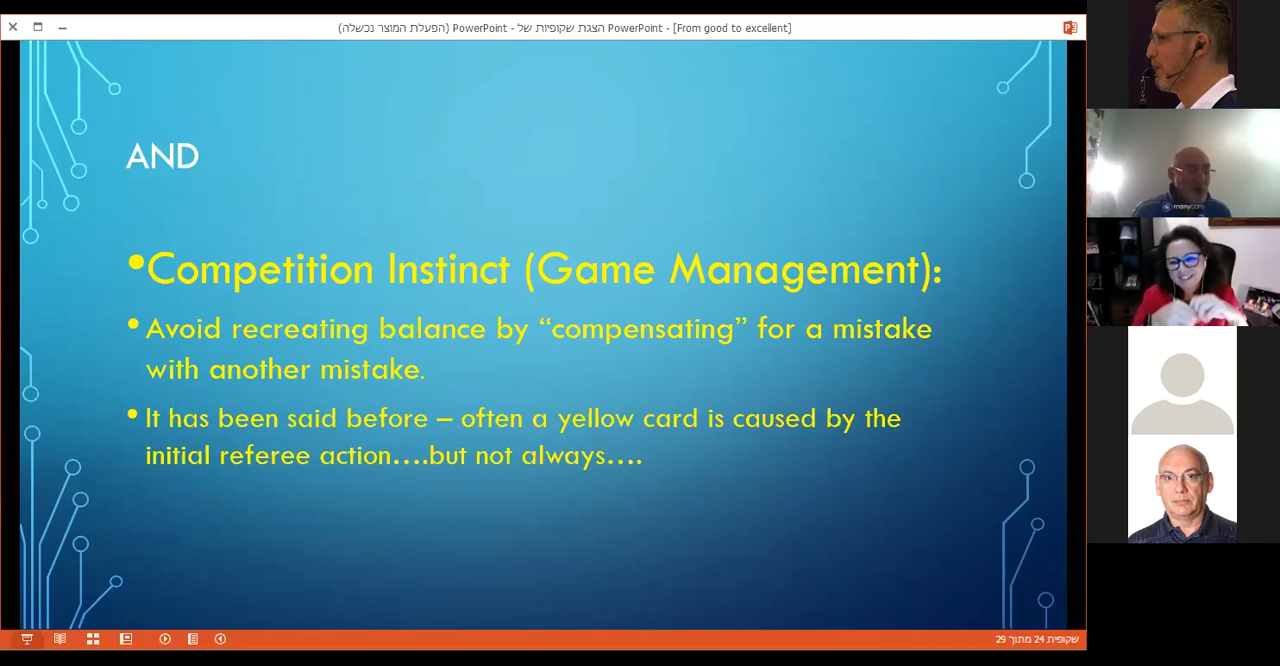 [From good to excellent] - PowerPoint הצגת שקופיות של - PowerPoint (הפעלת המוצר נכשלה)
AND
•Competition Instinct (Game Management):
• Avoid recreating balance by “compensating” for a mistake
with another mistake.
• It has been said before – often a yellow card is caused by the
initial referee action....but not always....
שקופית 24 מתוך 29
manycam